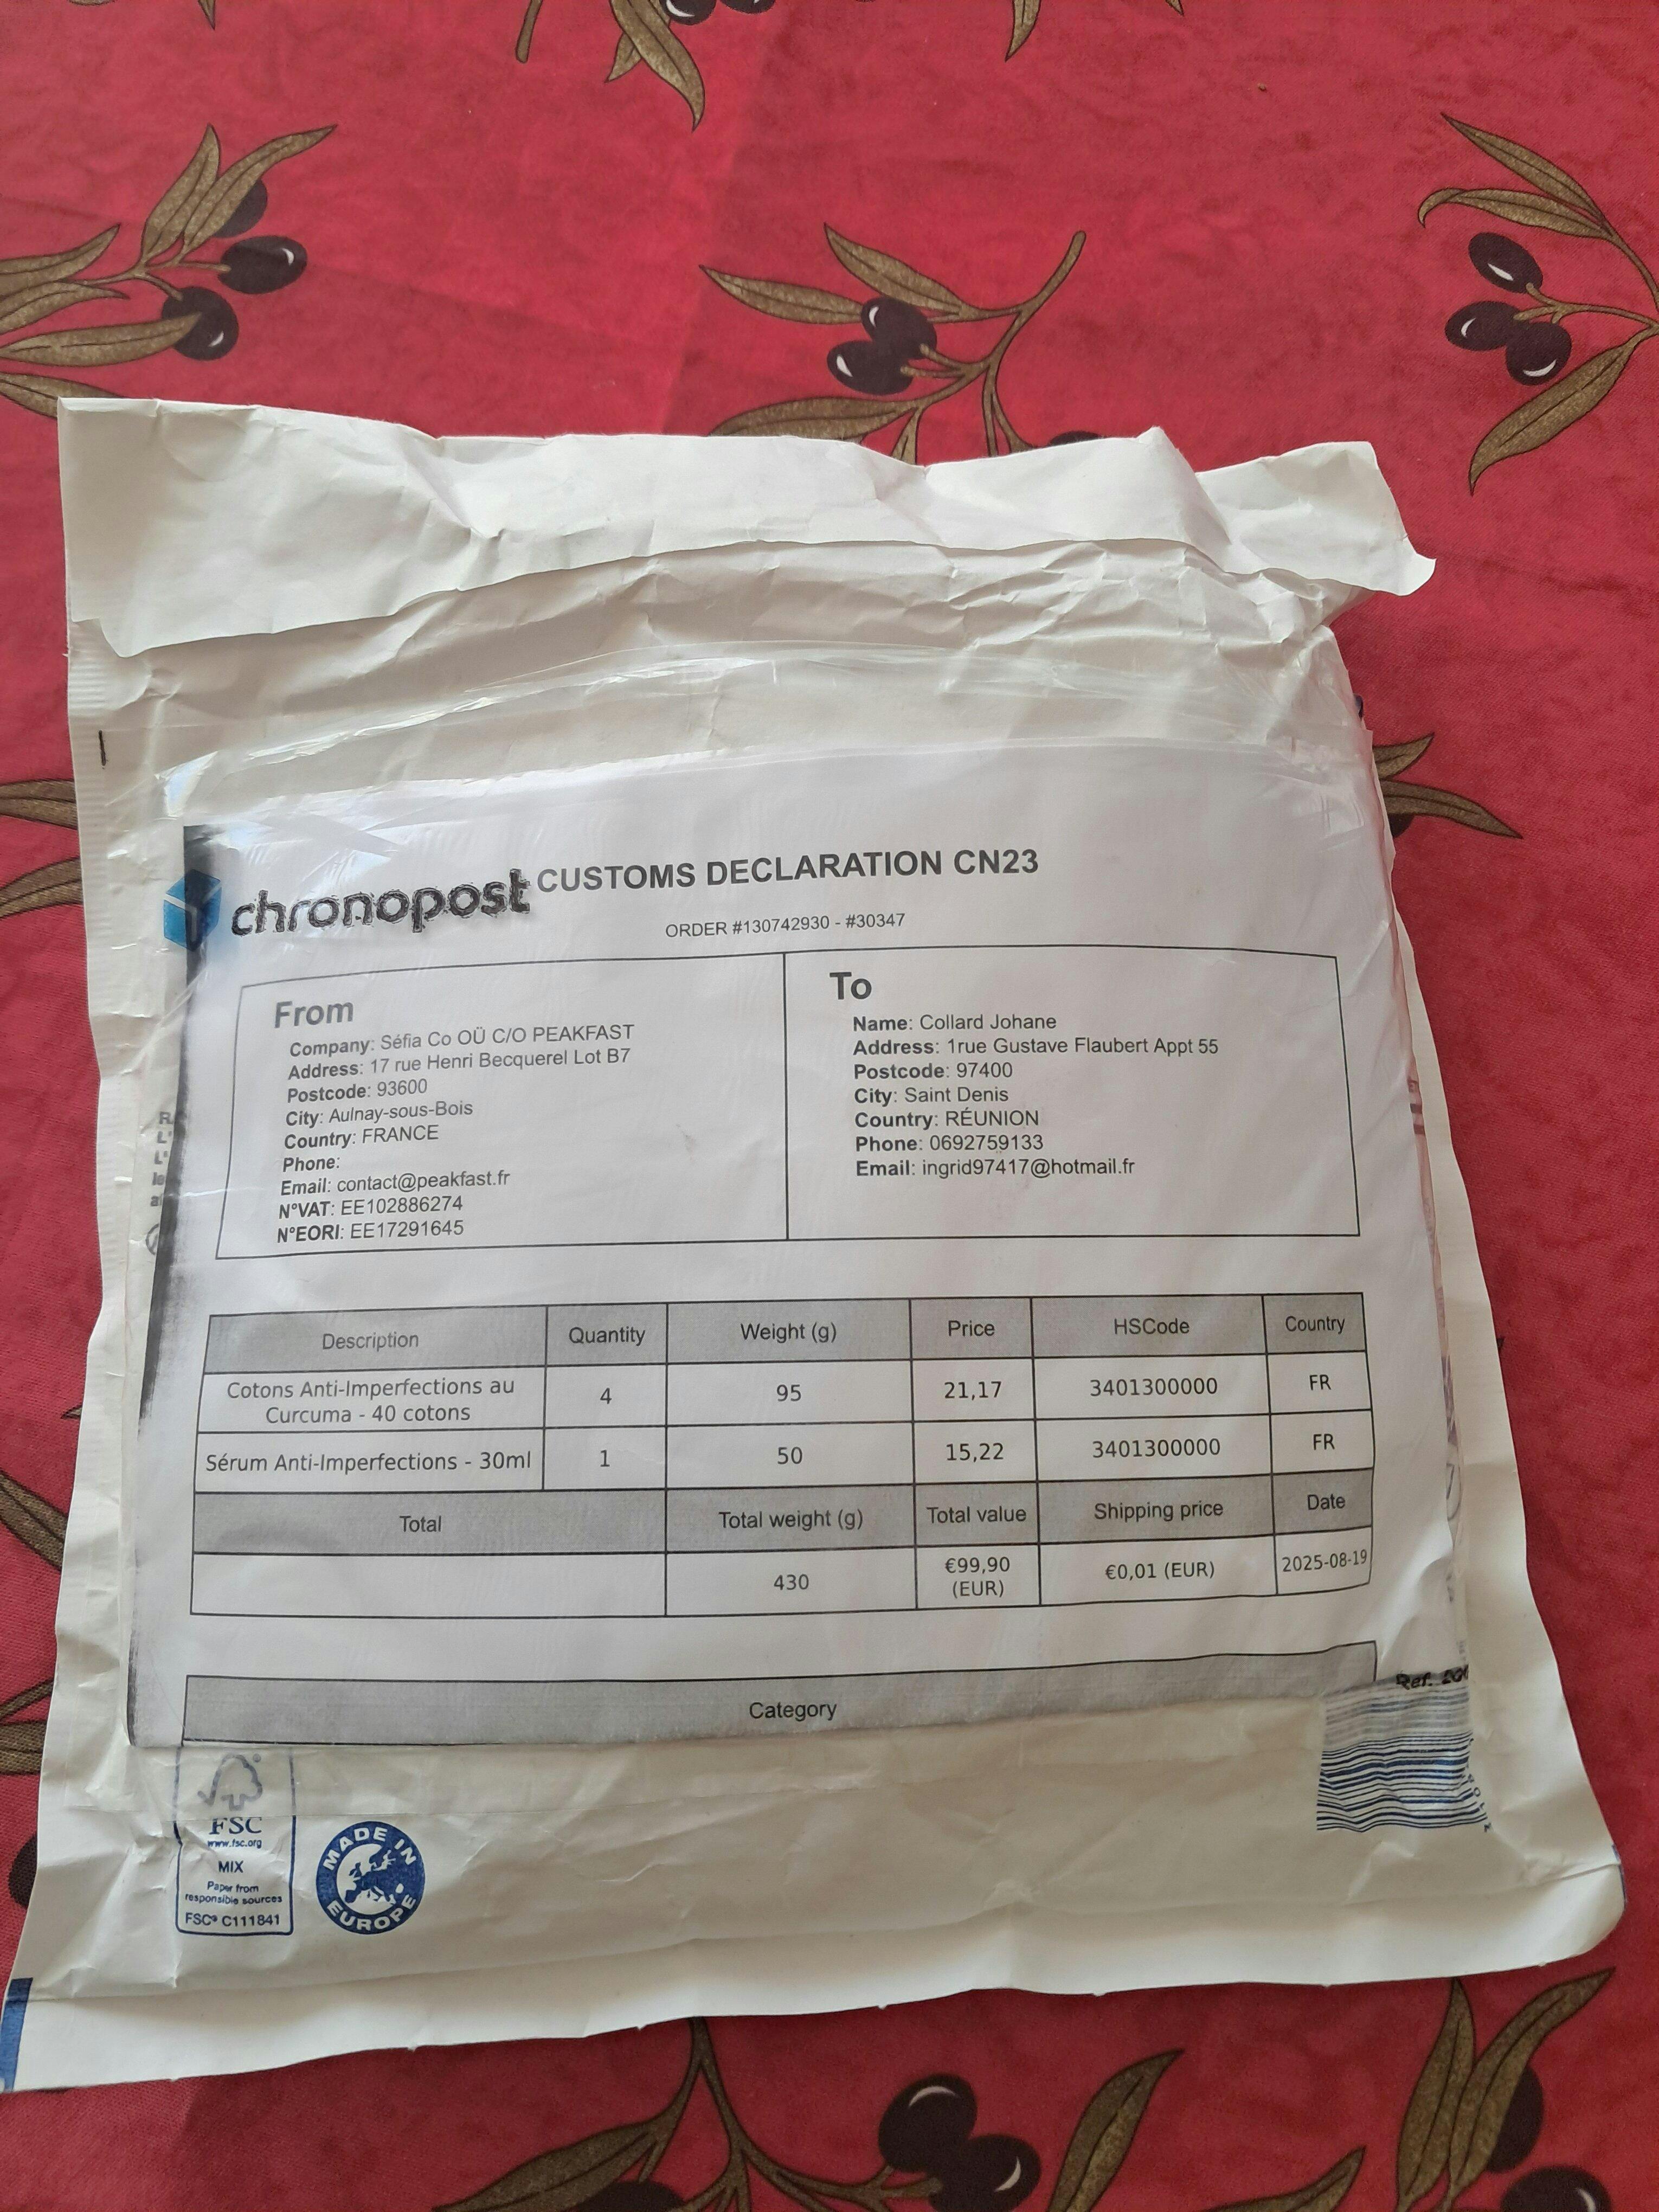 chronopost
CUSTOMS DECLARATION CN23
ORDER #130742930 - #30347
From
Company: Séfia Co OÜ C/O PEAKFAST
Address: 17 rue Henri Becquerel Lot B7
Postcode: 93600
City: Aulnay-sous-Bois
Country: FRANCE
Phone:
Email: contact@peakfast.fr
N°VAT: EE102886274
N°EORI: EE17291645
To
Name: Collard Johane
Address: 1rue Gustave Flaubert Appt 55
Postcode: 97400
City: Saint Denis
Country: RÉUNION
Phone: 0692759133
Email: ingrid97417@hotmail.fr
Description Quantity Weight (g) Price HSCode Country
Cotons Anti-Imperfections au
Curcuma - 40 cotons 4 95 21,17 3401300000 FR
Sérum Anti-Imperfections - 30ml 1 50 15,22 3401300000 FR
Total Total weight (g) Total value Shipping price Date
430 €99,90 (EUR) €0,01 (EUR) 2025-08-19
Category
Ref.
FSC
www.fsc.org
MIX
Paper from
responsible sources
FSC® C111841
MADE IN
EUROPE